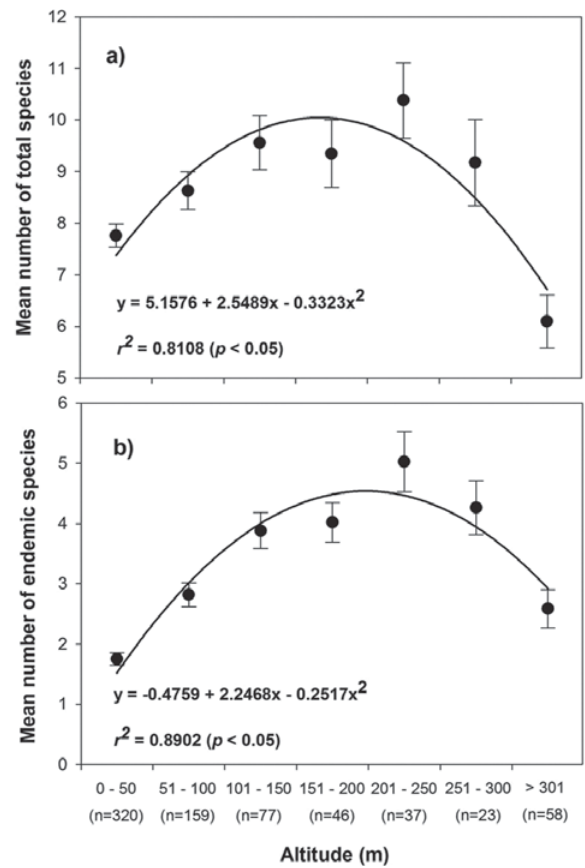 a)
Mean number of total species
12
11
10
9
8
7
6
5
y = 5.1576 + 2.5489x - 0.3323x²
r² = 0.8108 (p < 0.05)
b)
Mean number of endemic species
6
5
4
3
2
1
0
y = -0.4759 + 2.2468x - 0.2517x²
r² = 0.8902 (p < 0.05)
0 - 50 51 - 100 101 - 150 151 - 200 201 - 250 251 - 300 > 301
(n=320) (n=159) (n=77) (n=46) (n=37) (n=23) (n=58)
Altitude (m)